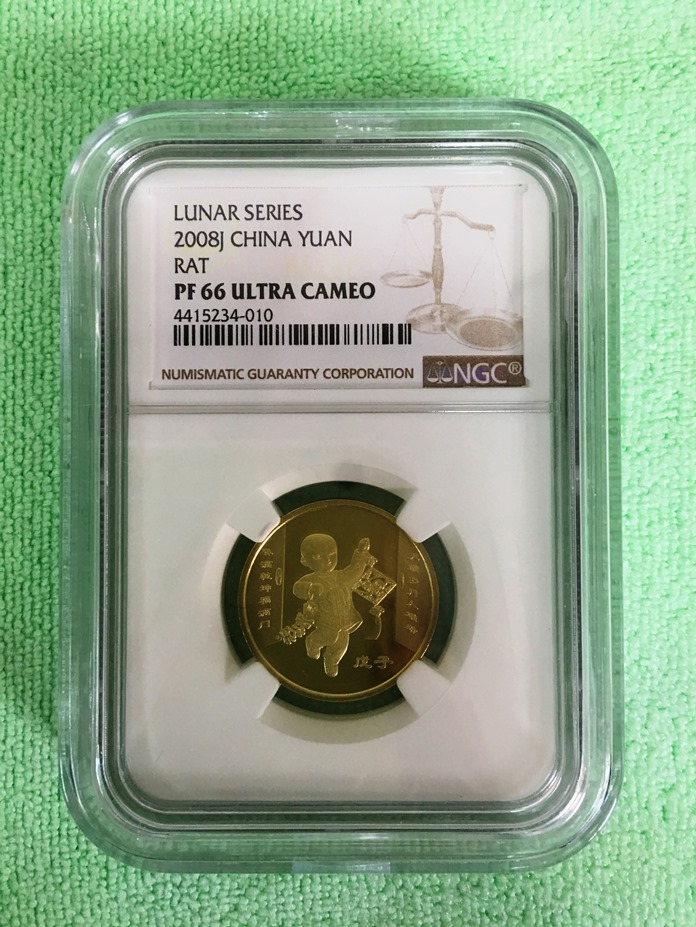 LUNAR SERIES
2008J CHINA YUAN
RAT
PF 66 ULTRA CAMEO
4415234-010
NUMISMATIC GUARANTY CORPORATION
NGC®
戊子